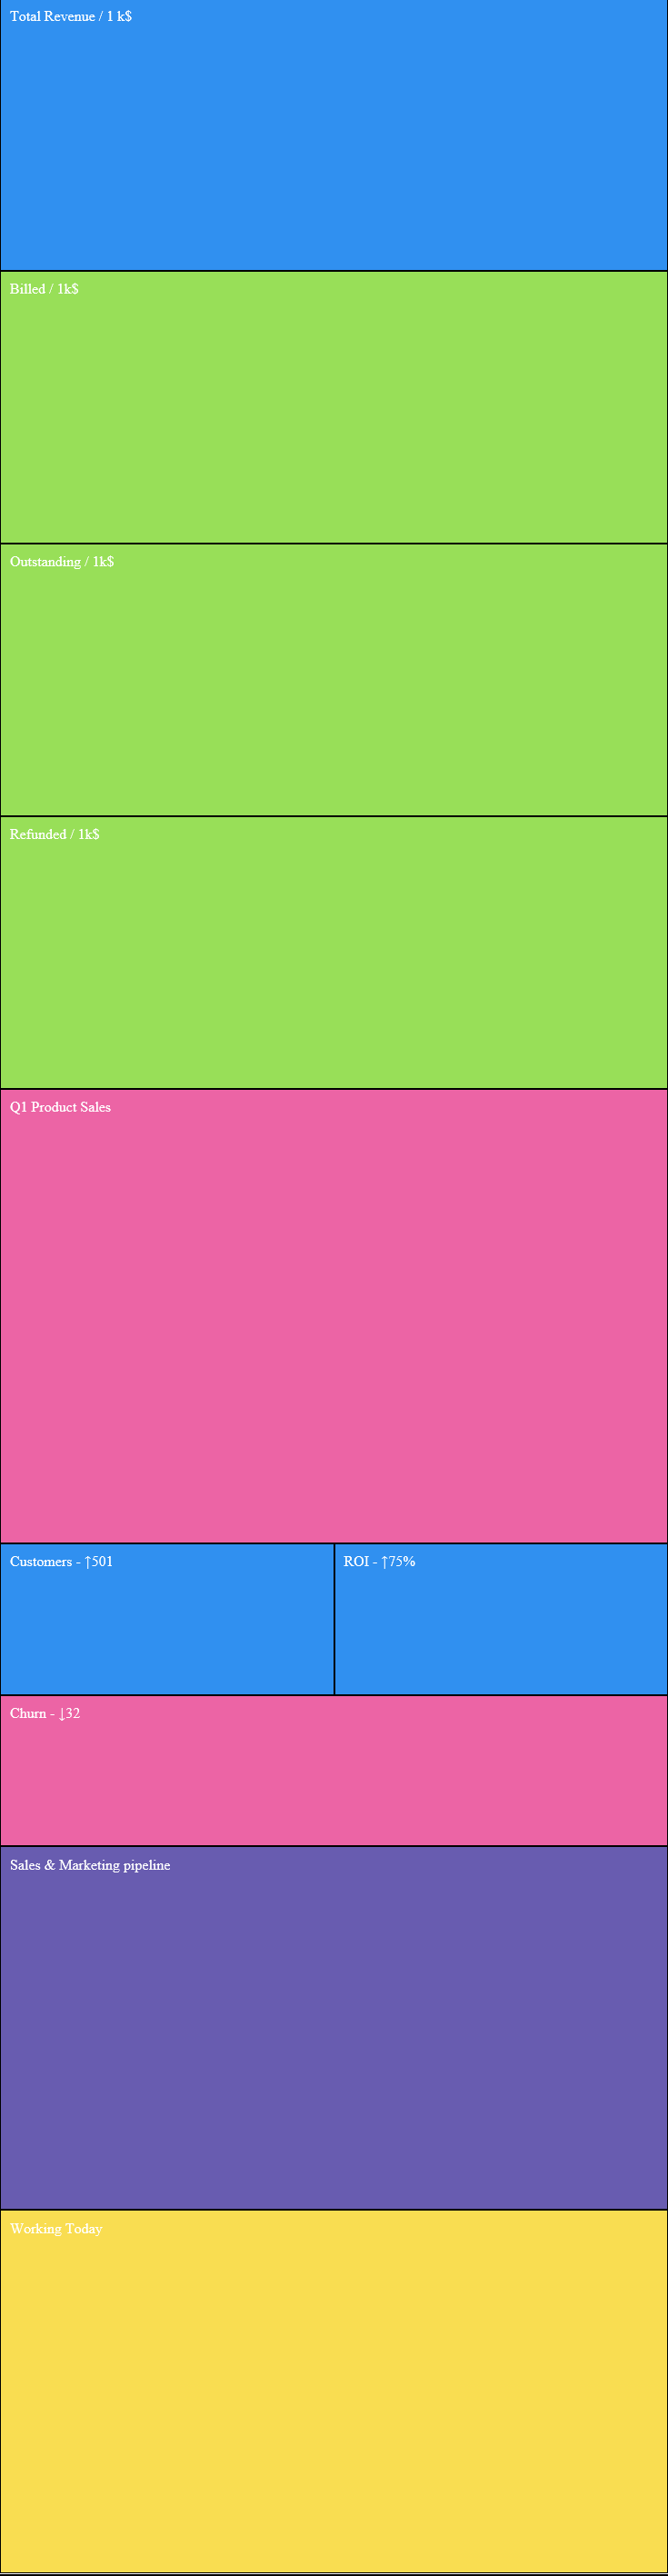 Total Revenue / 1 k$
Billed / 1k$
Outstanding / 1k$
Refunded / 1k$
Q1 Product Sales
Customers - ↑501
ROI - ↑75%
Churn - ↓32
Sales & Marketing pipeline
Working Today